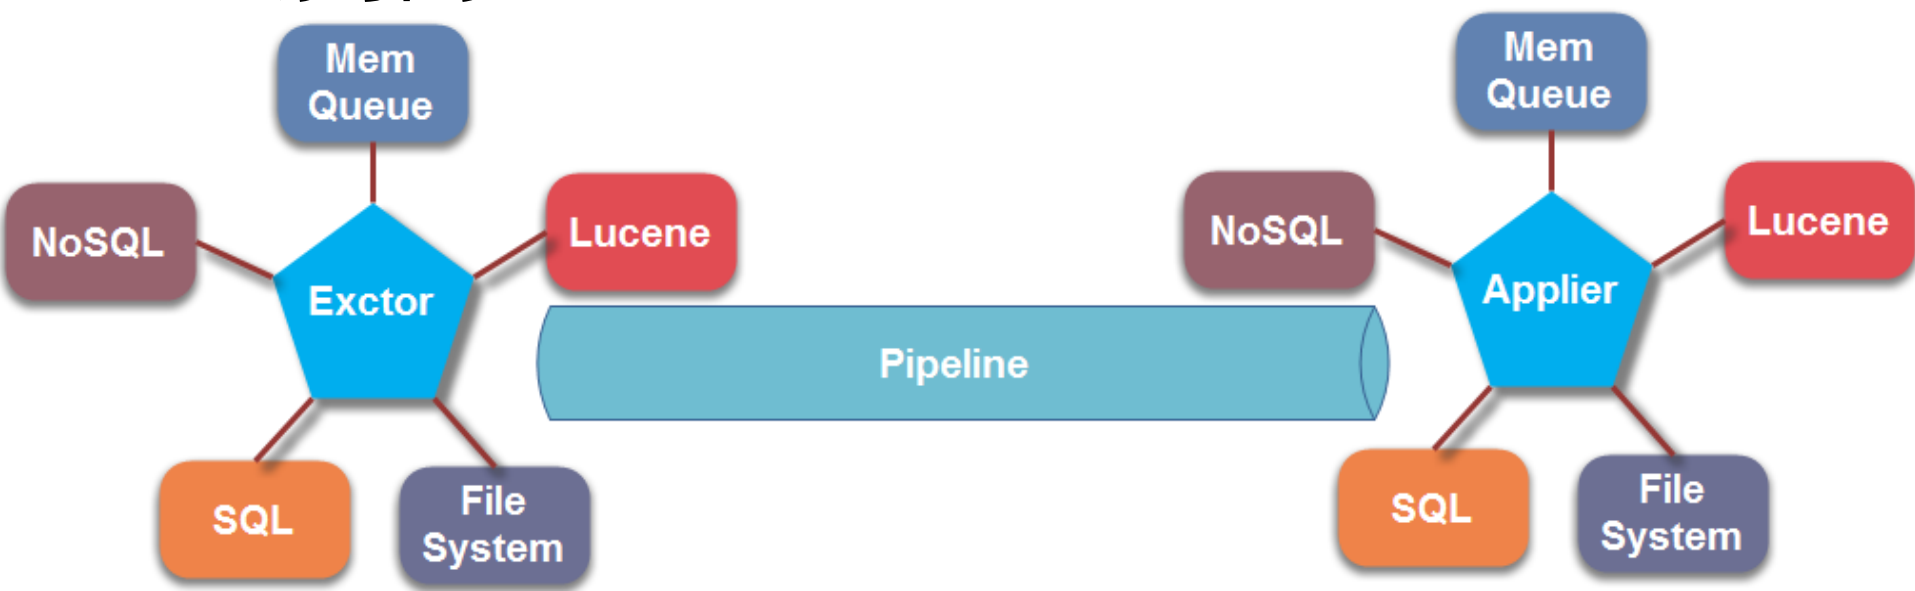 Mem
Queue
NoSQL
Lucene
Exctor
SQL
File
System
Pipeline
Mem
Queue
NoSQL
Lucene
Applier
SQL
File
System